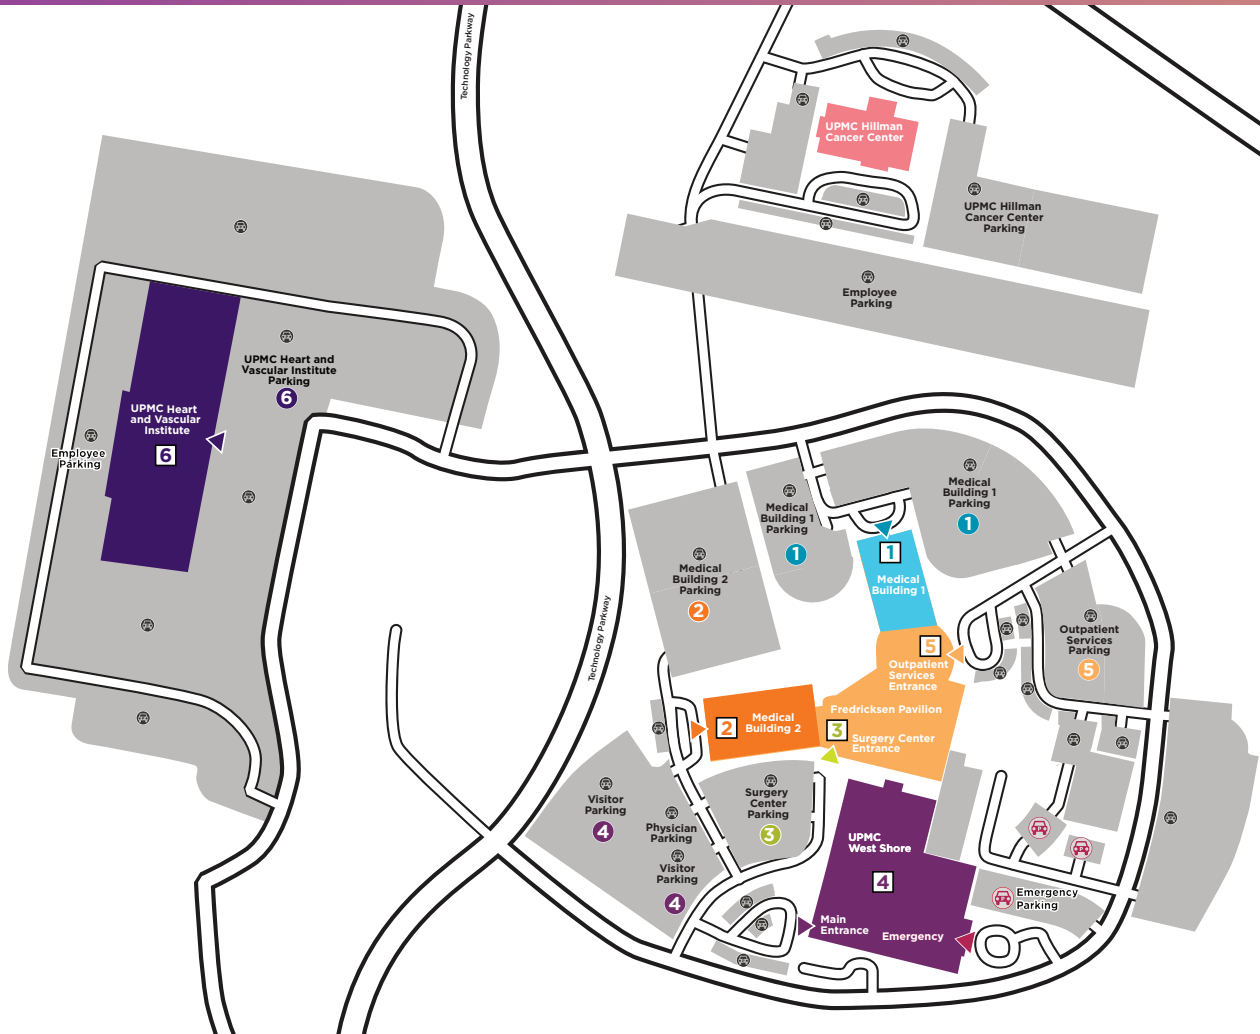 Technology Parkway
UPMC Hillman
Cancer Center
UPMC Hillman
Cancer Center
Parking
Employee
Parking
UPMC Heart and
Vascular Institute
Parking
6
UPMC Heart
and Vascular
Institute
6
Employee
Parking
Medical
Building 1
Parking
1
Medical
Building 1
Parking
1
1
Medical
Building 1
Medical
Building 2
Parking
2
Technology Parkway
5
Outpatient
Services
Entrance
Outpatient
Services
Parking
5
Fredricksen Pavilion
3
Surgery Center
Entrance
2
Medical
Building 2
Visitor
Parking
4
Physician
Parking
Visitor
Parking
4
Surgery
Center
Parking
3
UPMC
West Shore
4
Main
Entrance
Emergency
Emergency
Parking